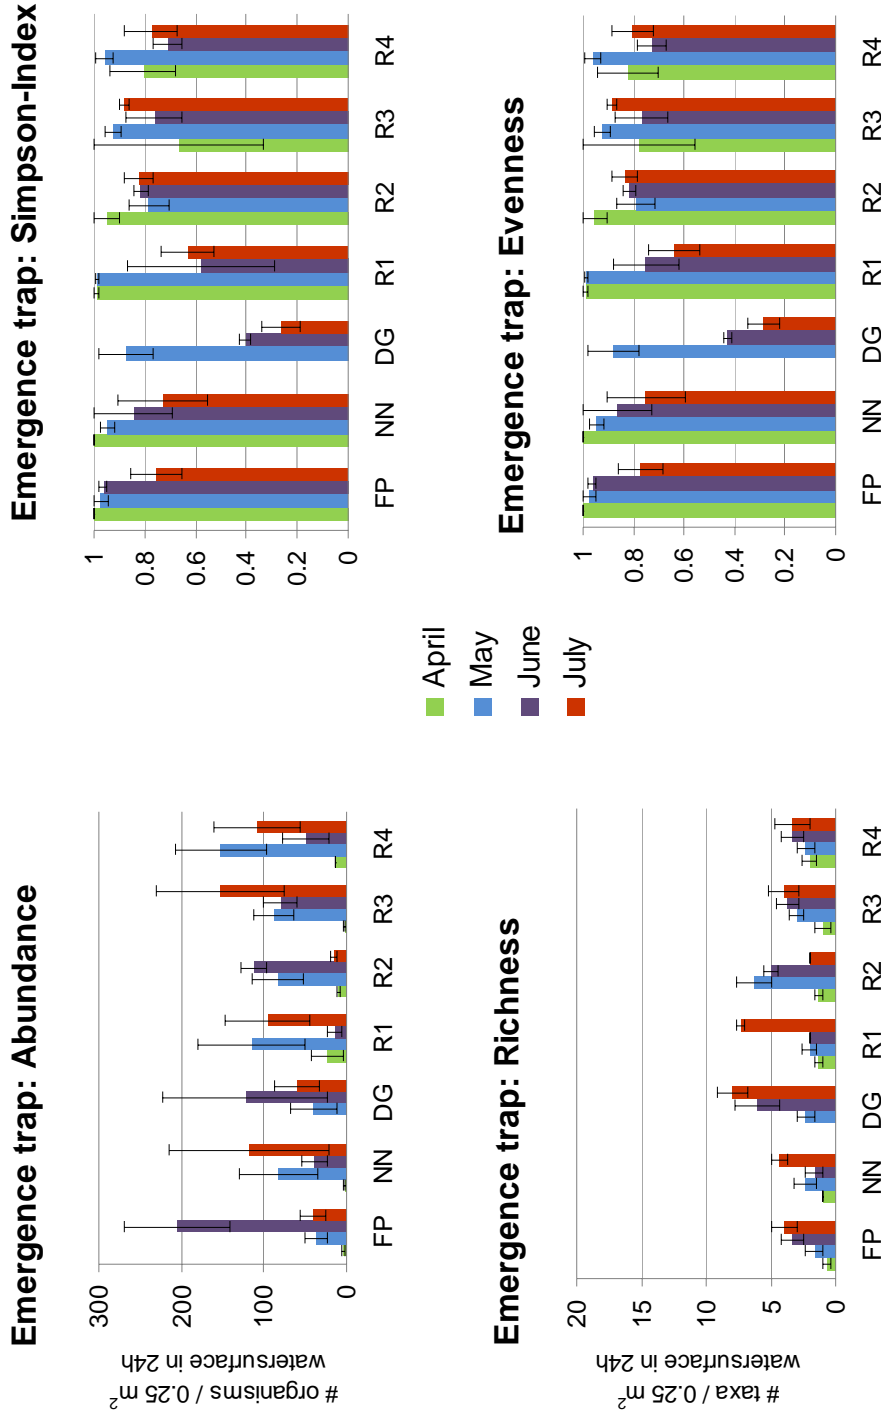 Emergence trap: Abundance
# organisms / 0.25 m²
watersurface in 24h
300
200
100
0
FP NN DG R1 R2 R3 R4
Emergence trap: Simpson-Index
1
0.8
0.6
0.4
0.2
0
FP NN DG R1 R2 R3 R4
April
May
June
July
Emergence trap: Richness
# taxa / 0.25 m²
watersurface in 24h
20
15
10
5
0
FP NN DG R1 R2 R3 R4
Emergence trap: Evenness
1
0.8
0.6
0.4
0.2
0
FP NN DG R1 R2 R3 R4